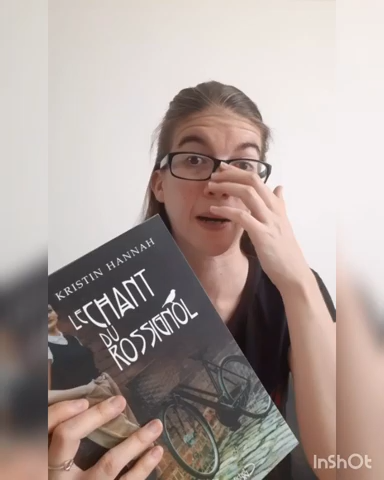 KRISTIN HANNAH
LE CHANT
DU
ROSSIGNOL
InShOt